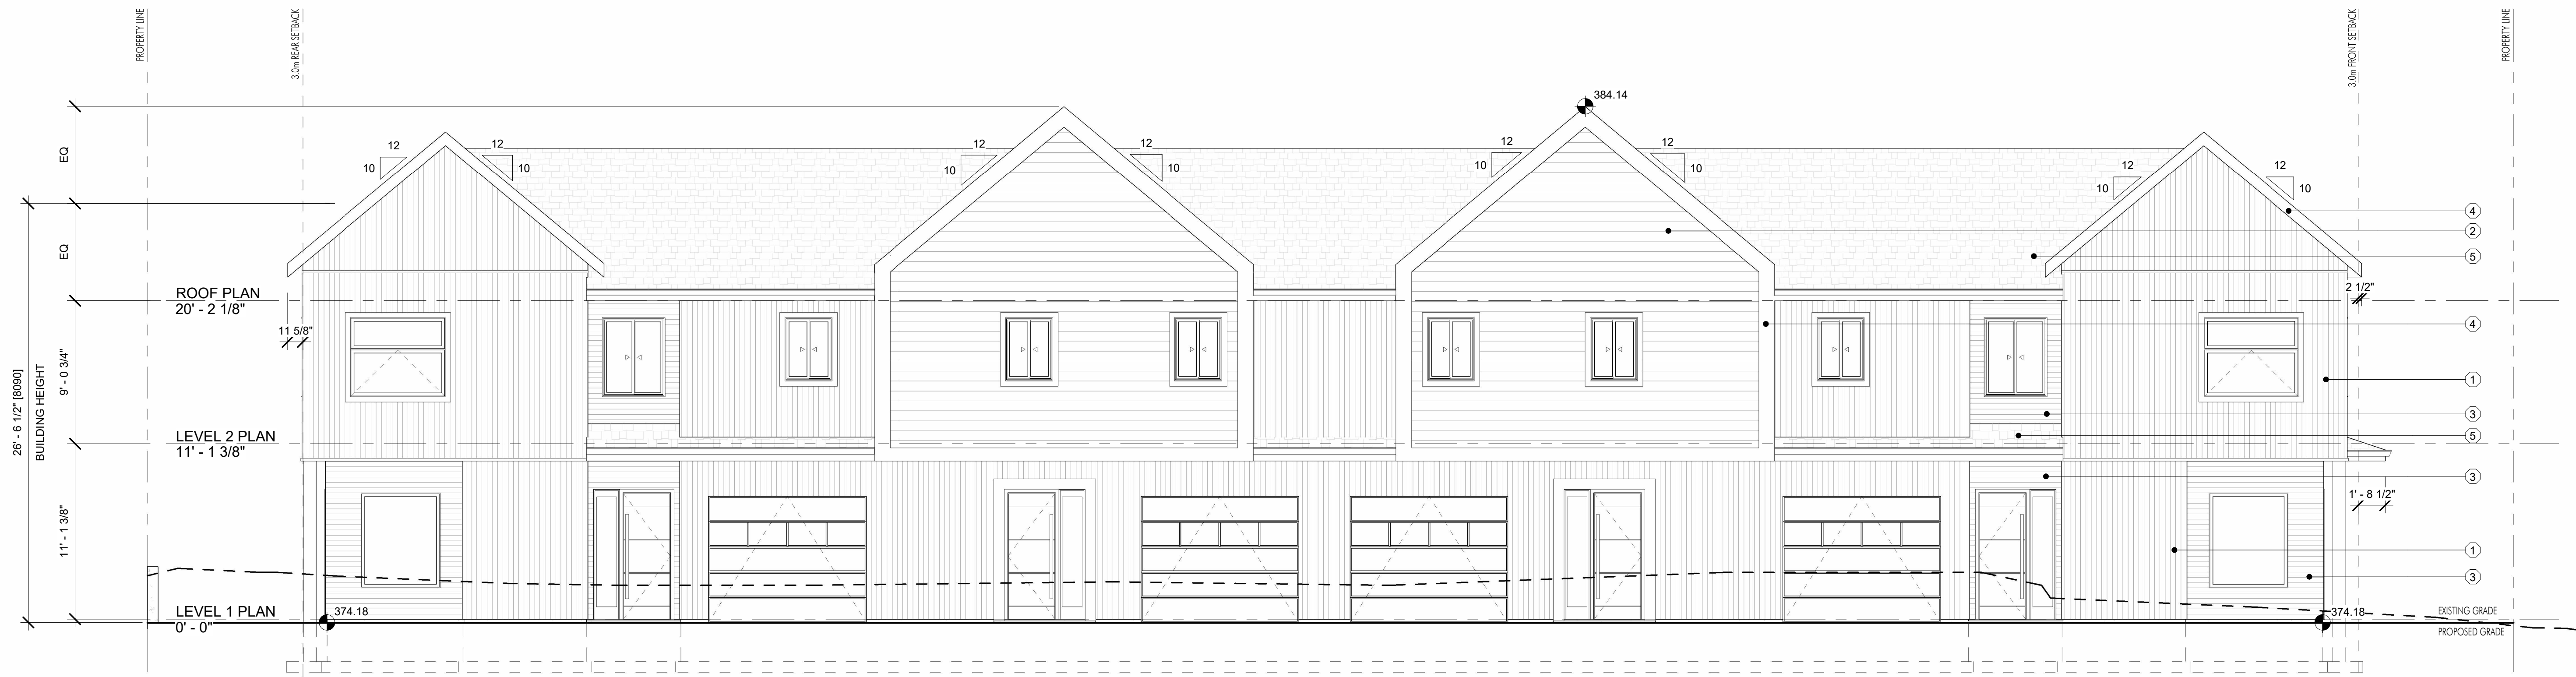 PROPERTY LINE
3.0m REAR SETBACK
3.0m FRONT SETBACK
PROPERTY LINE
384.14
12
10
12
10
12
10
12
10
12
10
12
10
12
10
12
10
EQ
EQ
4
2
5
ROOF PLAN
20' - 2 1/8"
2 1/2"
11 5/8"
4
9' - 0 3/4"
1
26' - 6 1/2" [8090]
BUILDING HEIGHT
3
LEVEL 2 PLAN
11' - 1 3/8"
5
3
1' - 8 1/2"
11' - 1 3/8"
1
3
LEVEL 1 PLAN
0' - 0"
374.18
374.18
EXISTING GRADE
PROPOSED GRADE